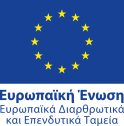 Ευρωπαϊκή Ένωση
Ευρωπαϊκά Διαρθρωτικά
και Επενδυτικά Ταμεία